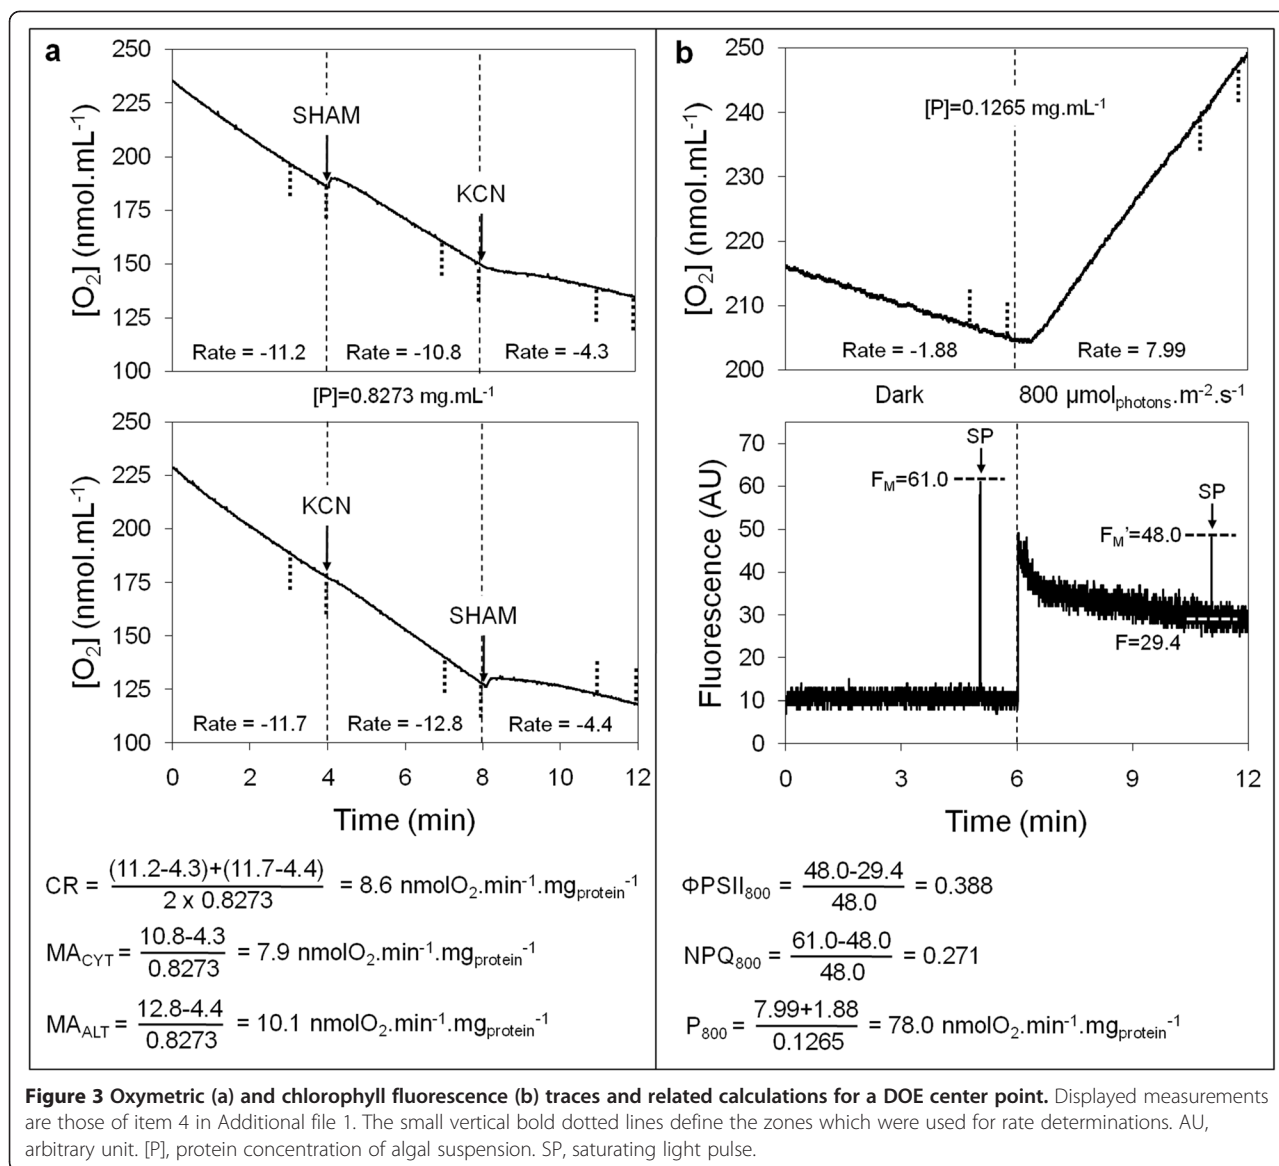 a
250
225
200
175
150
125
100
[O₂] (nmol.mL⁻¹)
SHAM
KCN
Rate = -11.2
Rate = -10.8
Rate = -4.3
[P]=0.8273 mg.mL⁻¹
250
225
200
175
150
125
100
[O₂] (nmol.mL⁻¹)
KCN
SHAM
Rate = -11.7
Rate = -12.8
Rate = -4.4
0 2 4 6 8 10 12
Time (min)
CR = (11.2-4.3)+(11.7-4.4) / 2 x 0.8273 = 8.6 nmolO₂.min⁻¹.mg_protein⁻¹
MA_CYT = 10.8-4.3 / 0.8273 = 7.9 nmolO₂.min⁻¹.mg_protein⁻¹
MA_ALT = 12.8-4.4 / 0.8273 = 10.1 nmolO₂.min⁻¹.mg_protein⁻¹
b
250
240
230
220
210
200
[O₂] (nmol.mL⁻¹)
[P]=0.1265 mg.mL⁻¹
Rate = -1.88
Rate = 7.99
Dark
800 µmol_photons.m⁻².s⁻¹
70
60
50
40
30
20
10
0
Fluorescence (AU)
SP
F_M=61.0
SP
F_M'=48.0
F=29.4
0 3 6 9 12
Time (min)
ΦPSII₈₀₀ = 48.0-29.4 / 48.0 = 0.388
NPQ₈₀₀ = 61.0-48.0 / 48.0 = 0.271
P₈₀₀ = 7.99+1.88 / 0.1265 = 78.0 nmolO₂.min⁻¹.mg_protein⁻¹
Figure 3 Oxymetric (a) and chlorophyll fluorescence (b) traces and related calculations for a DOE center point. Displayed measurements
are those of item 4 in Additional file 1. The small vertical bold dotted lines define the zones which were used for rate determinations. AU,
arbitrary unit. [P], protein concentration of algal suspension. SP, saturating light pulse.